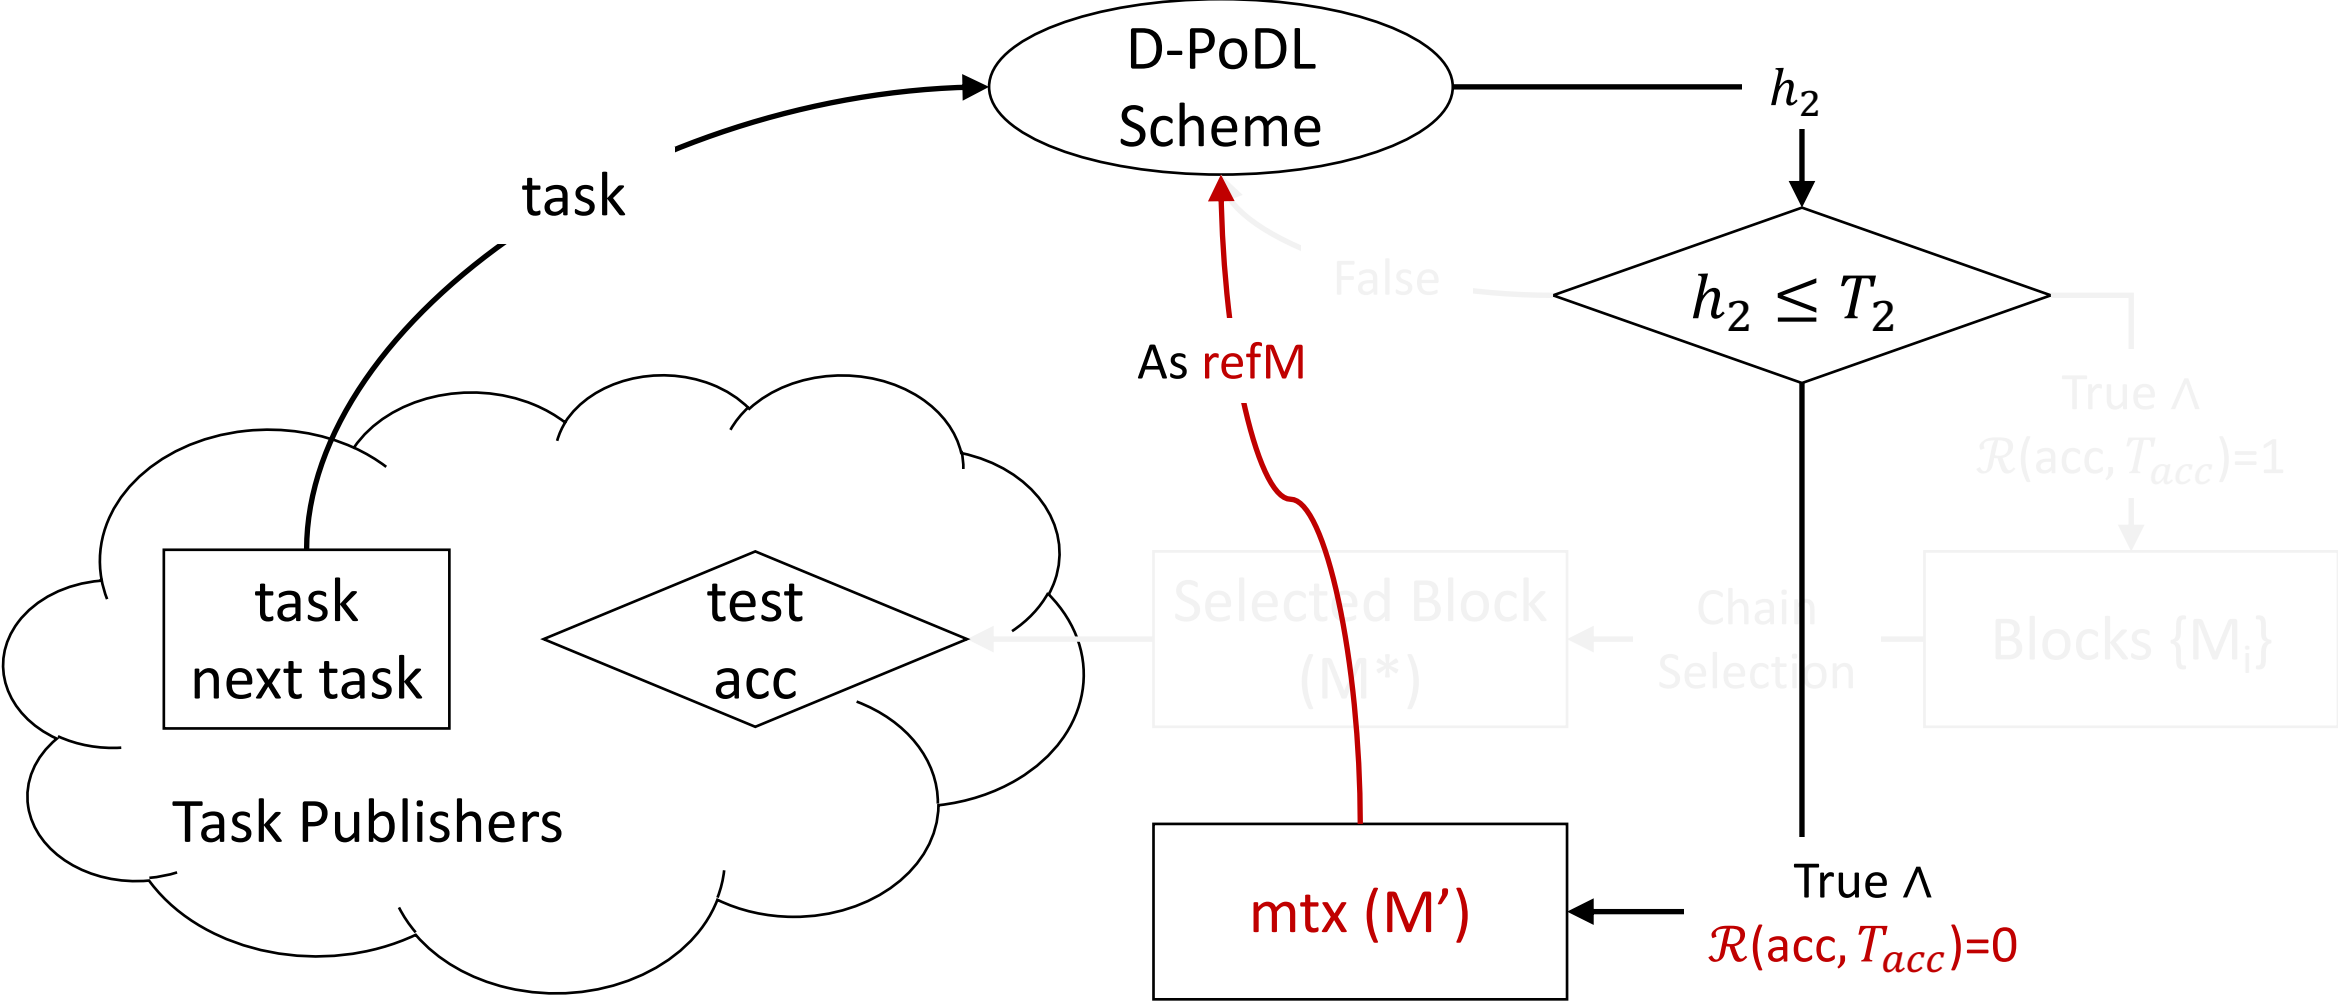 D-PoDL
Scheme
h₂
task
h₂ ≤ T₂
False
As refM
True ∧
ℛ(acc, T_acc)=1
task
next task
test
acc
Selected Block
(M*)
Chain
Selection
Blocks {Mᵢ}
Task Publishers
mtx (M’)
True ∧
ℛ(acc, T_acc)=0